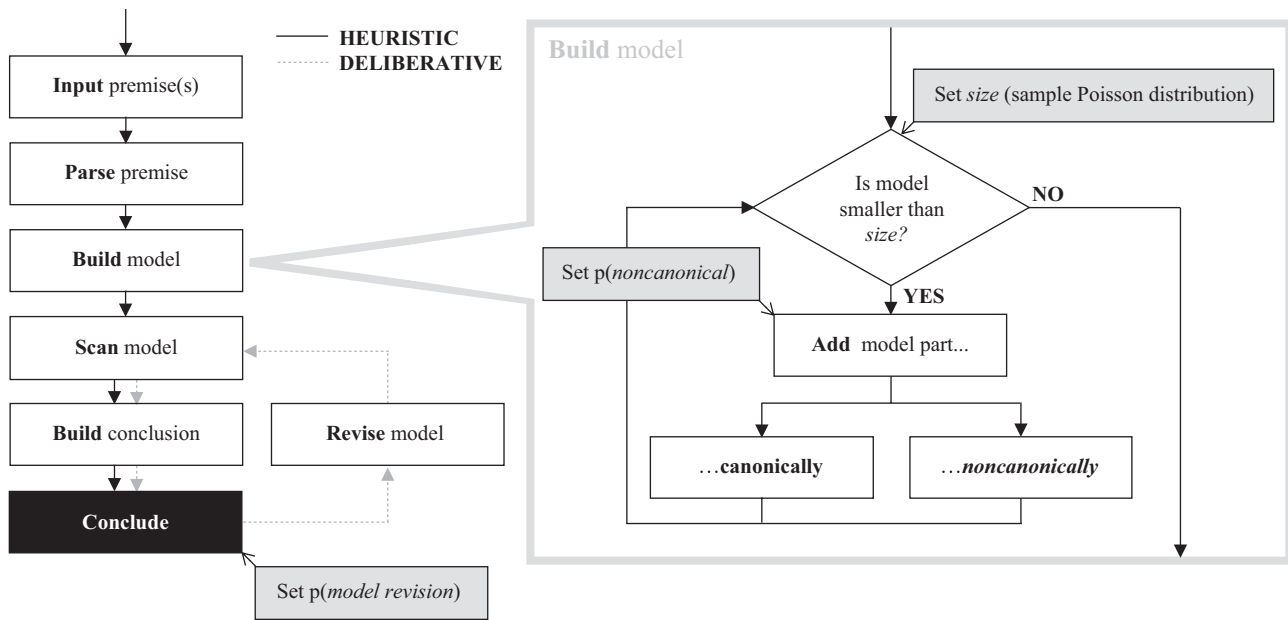 HEURISTIC
DELIBERATIVE
Input premise(s)
Parse premise
Build model
Scan model
Build conclusion
Revise model
Conclude
Set p(model revision)
Build model
Set size (sample Poisson distribution)
Is model
smaller than
size?
NO
YES
Set p(noncanonical)
Add model part...
…canonically
…noncanonically